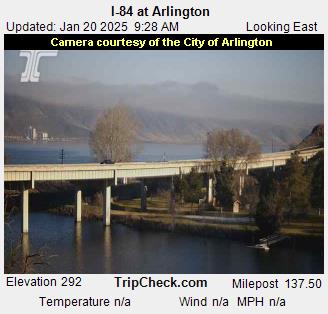 I-84 at Arlington
Updated: Jan 20 2025 9:28 AM Looking East
Camera courtesy of the City of Arlington
Elevation 292 TripCheck.com Milepost 137.50
Temperature n/a Wind n/a MPH n/a